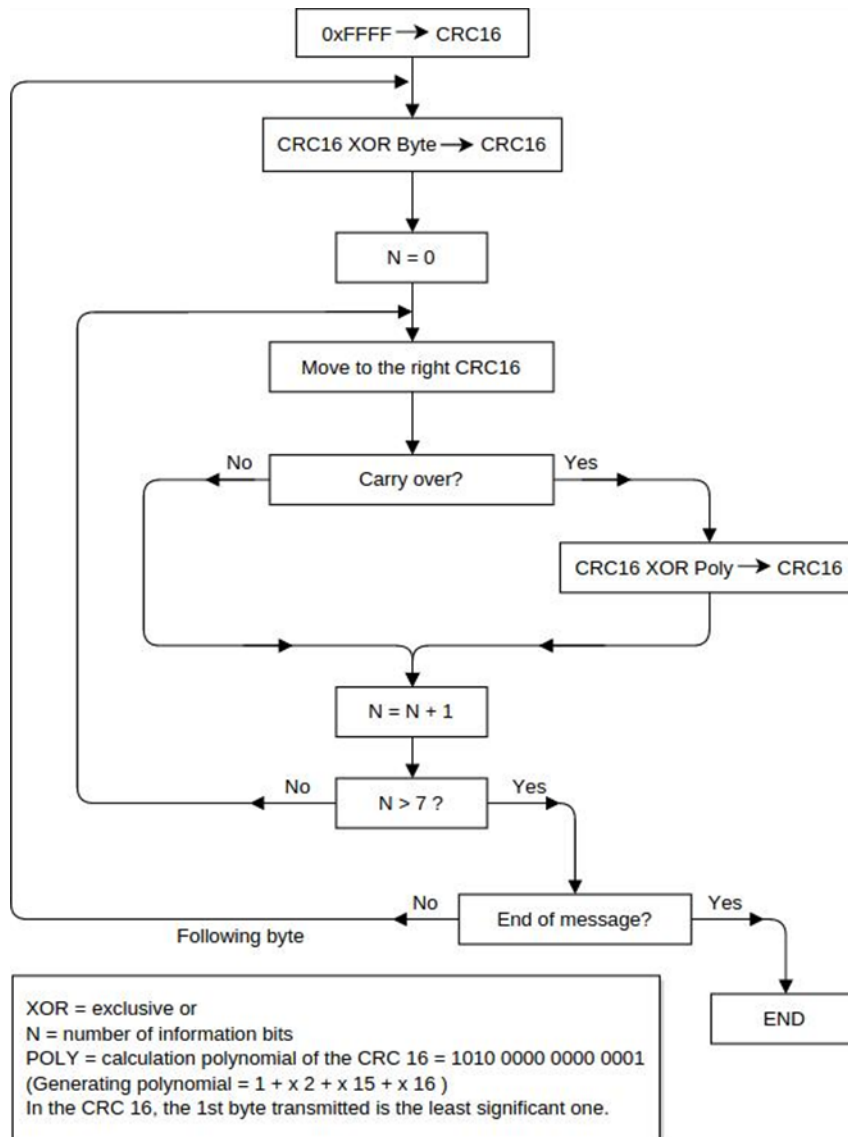 0xFFFF → CRC16
CRC16 XOR Byte → CRC16
N = 0
Move to the right CRC16
No
Carry over?
Yes
CRC16 XOR Poly → CRC16
N = N + 1
No
N > 7 ?
Yes
No
End of message?
Yes
Following byte
END
XOR = exclusive or
N = number of information bits
POLY = calculation polynomial of the CRC 16 = 1010 0000 0000 0001
(Generating polynomial = 1 + x 2 + x 15 + x 16 )
In the CRC 16, the 1st byte transmitted is the least significant one.